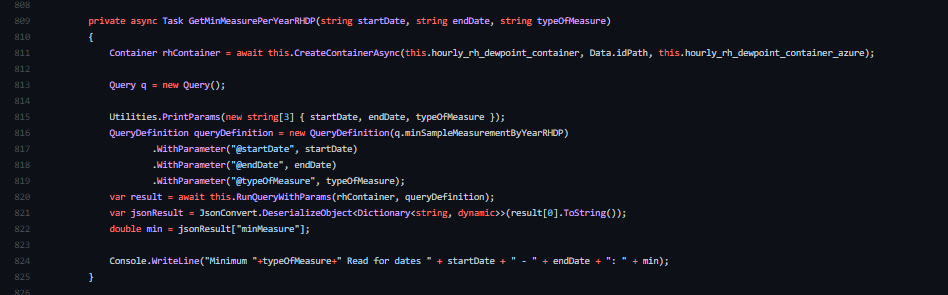 808
809 private async Task GetMinMeasurePerYearRHDP(string startDate, string endDate, string typeOfMeasure)
810 {
811 Container rhContainer = await this.CreateContainerAsync(this.hourly_rh_dewpoint_container, Data.idPath, this.hourly_rh_dewpoint_container_azure);
812
813 Query q = new Query();
814
815 Utilities.PrintParams(new string[3] { startDate, endDate, typeOfMeasure });
816 QueryDefinition queryDefinition = new QueryDefinition(q.minSampleMeasurementByYearRHDP)
817 .WithParameter("@startDate", startDate)
818 .WithParameter("@endDate", endDate)
819 .WithParameter("@typeOfMeasure", typeOfMeasure);
820 var result = await this.RunQueryWithParams(rhContainer, queryDefinition);
821 var jsonResult = JsonConvert.DeserializeObject<Dictionary<string, dynamic>>(result[0].ToString());
822 double min = jsonResult["minMeasure"];
823
824 Console.WriteLine("Minimum "+typeOfMeasure+" Read for dates " + startDate + " - " + endDate + ": " + min);
825 }
826